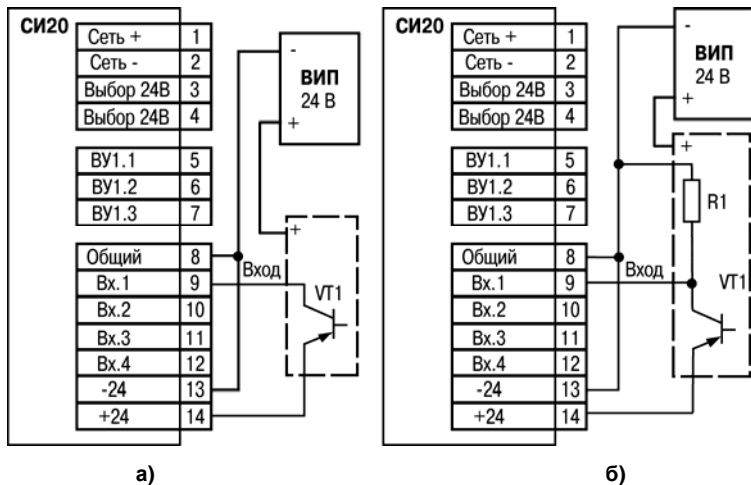 СИ20
Сеть + 1
Сеть - 2
Выбор 24В 3
Выбор 24В 4
ВУ1.1 5
ВУ1.2 6
ВУ1.3 7
Общий 8
Вх.1 9
Вх.2 10
Вх.3 11
Вх.4 12
-24 13
+24 14
-
ВИП
24 В
+
+
Вход
VT1
а)
СИ20
Сеть + 1
Сеть - 2
Выбор 24В 3
Выбор 24В 4
ВУ1.1 5
ВУ1.2 6
ВУ1.3 7
Общий 8
Вх.1 9
Вх.2 10
Вх.3 11
Вх.4 12
-24 13
+24 14
-
ВИП
24 В
+
+
R1
Вход
VT1
б)